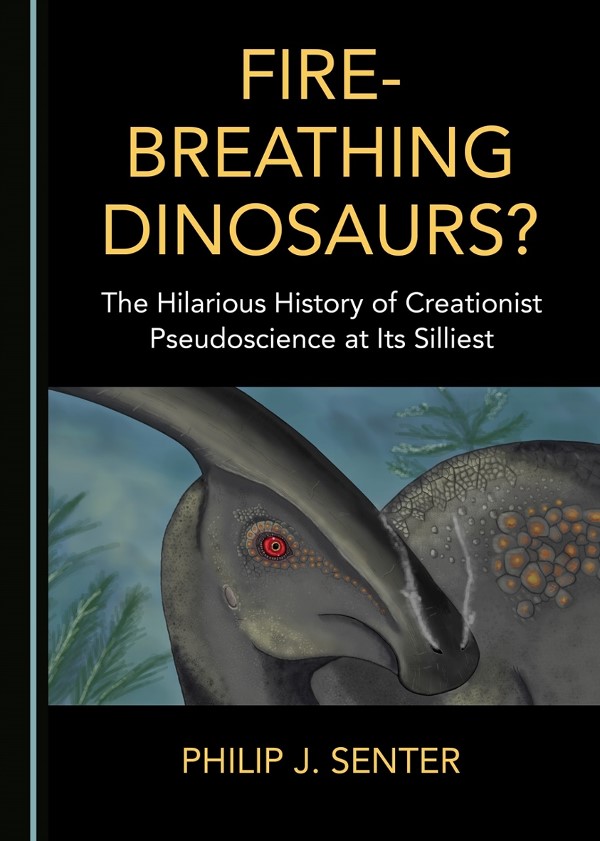 FIRE-
BREATHING
DINOSAURS?
The Hilarious History of Creationist
Pseudoscience at Its Silliest
PHILIP J. SENTER